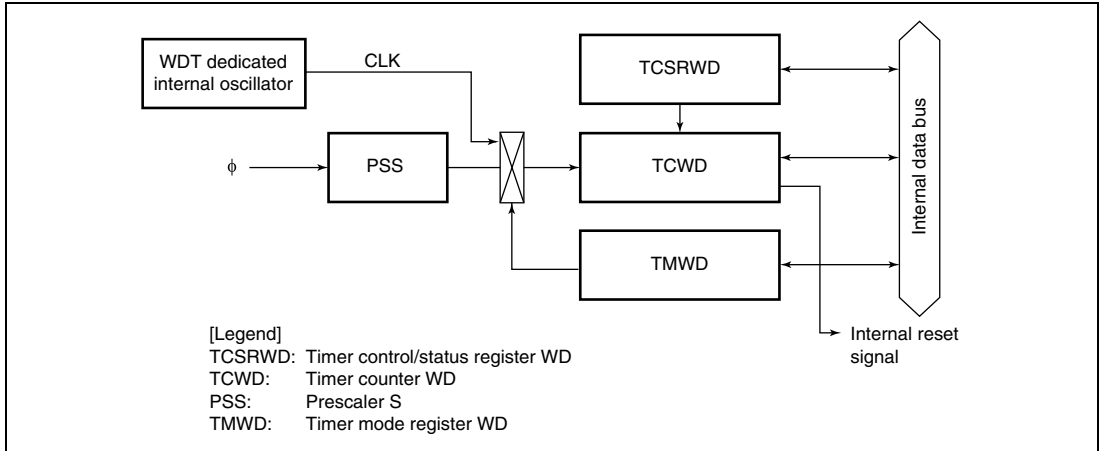 WDT dedicated
internal oscillator
CLK
TCSRWD
φ
PSS
TCWD
TMWD
Internal data bus
Internal reset
signal
[Legend]
TCSRWD: Timer control/status register WD
TCWD: Timer counter WD
PSS: Prescaler S
TMWD: Timer mode register WD